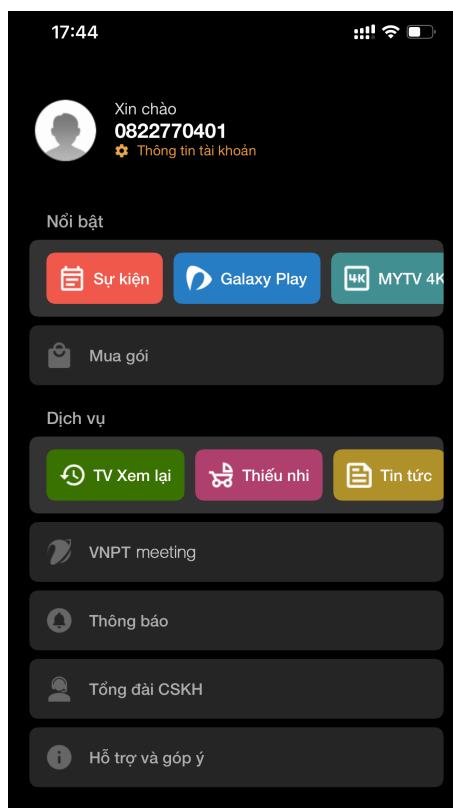 17:44
Xin chào
0822770401
Thông tin tài khoản
Nổi bật
Sự kiện
Galaxy Play
4K
MYTV 4K
Mua gói
Dịch vụ
TV Xem lại
Thiếu nhi
Tin tức
VNPT meeting
Thông báo
Tổng đài CSKH
Hỗ trợ và góp ý